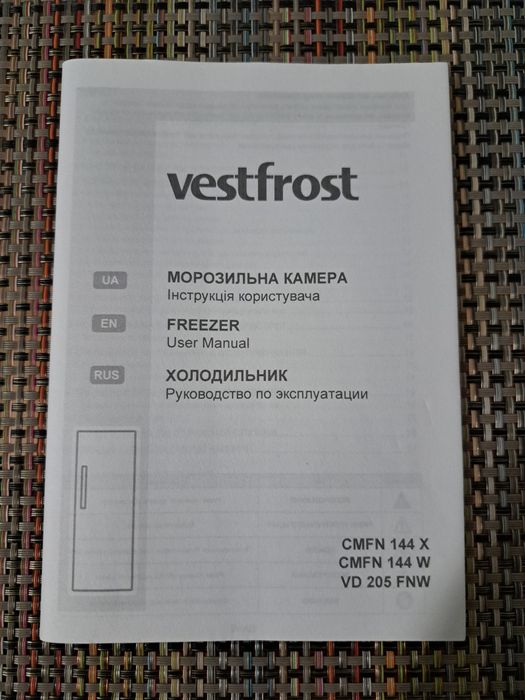 vestfrost
UA
МОРОЗИЛЬНА КАМЕРА
Інструкція користувача
EN
FREEZER
User Manual
RUS
ХОЛОДИЛЬНИК
Руководство по эксплуатации
CMFN 144 X
CMFN 144 W
VD 205 FNW